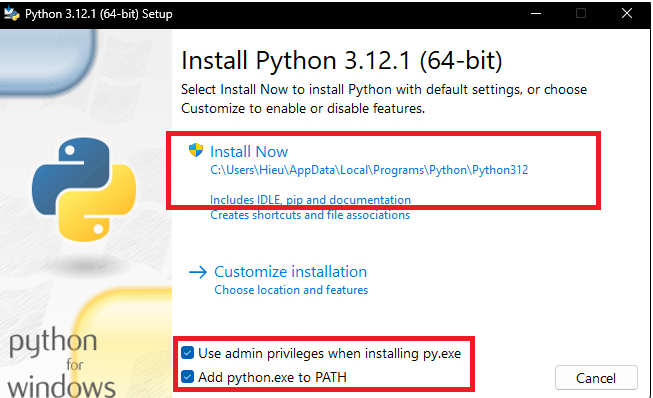 Python 3.12.1 (64-bit) Setup
Install Python 3.12.1 (64-bit)
Select Install Now to install Python with default settings, or choose
Customize to enable or disable features.
Install Now
C:\Users\Hieu\AppData\Local\Programs\Python\Python312
Includes IDLE, pip and documentation
Creates shortcuts and file associations
Customize installation
Choose location and features
python
for
windows
Use admin privileges when installing py.exe
Add python.exe to PATH
Cancel